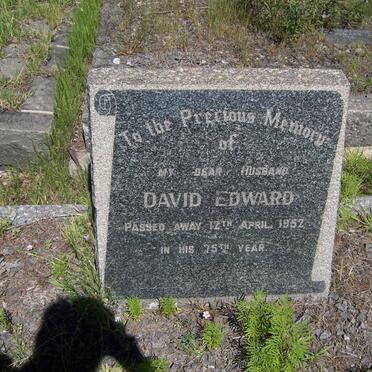 To the Precious Memory
of
MY DEAR HUSBAND
DAVID EDWARD
PASSED AWAY 12TH APRIL, 1957
IN HIS 75TH YEAR